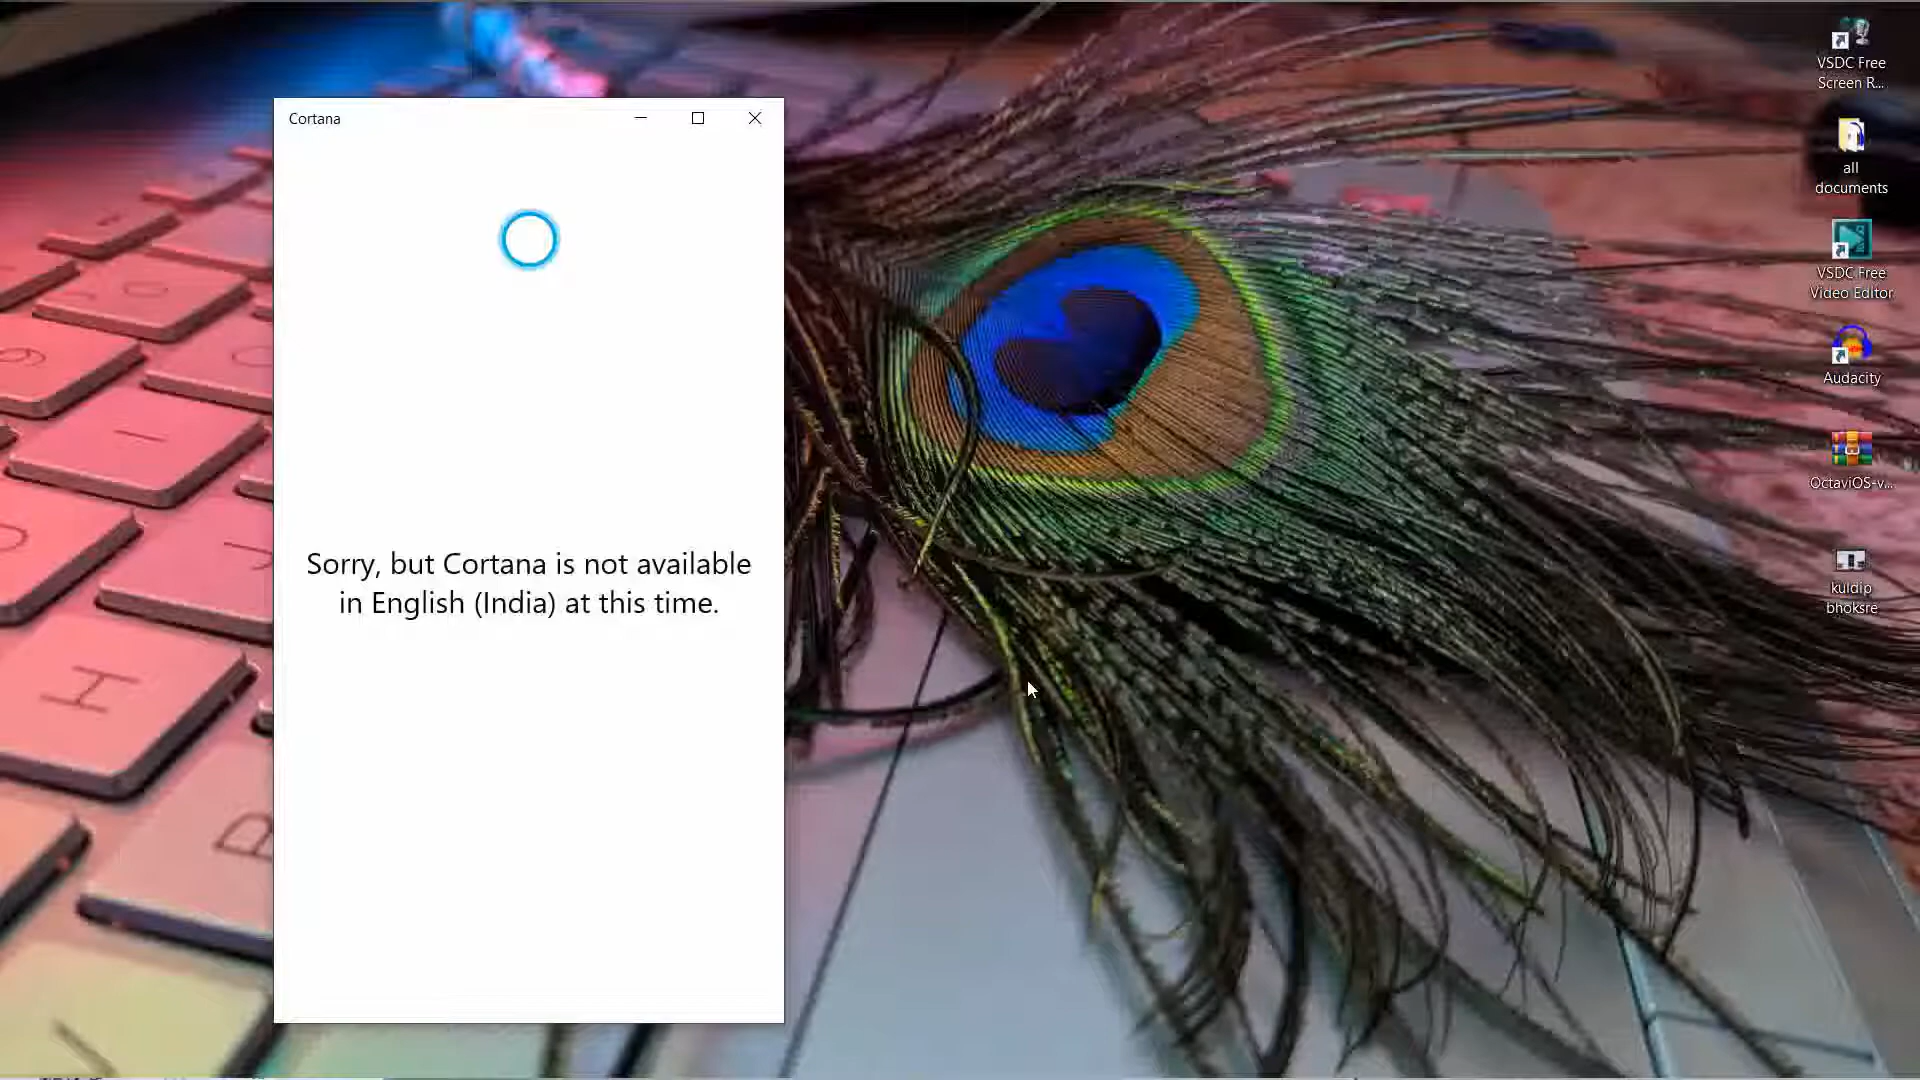 Cortana
Sorry, but Cortana is not available
in English (India) at this time.
VSDC Free
Screen R...
all
documents
VSDC Free
Video Editor
Audacity
OctaviOS-v...
kuldip
bhoksre